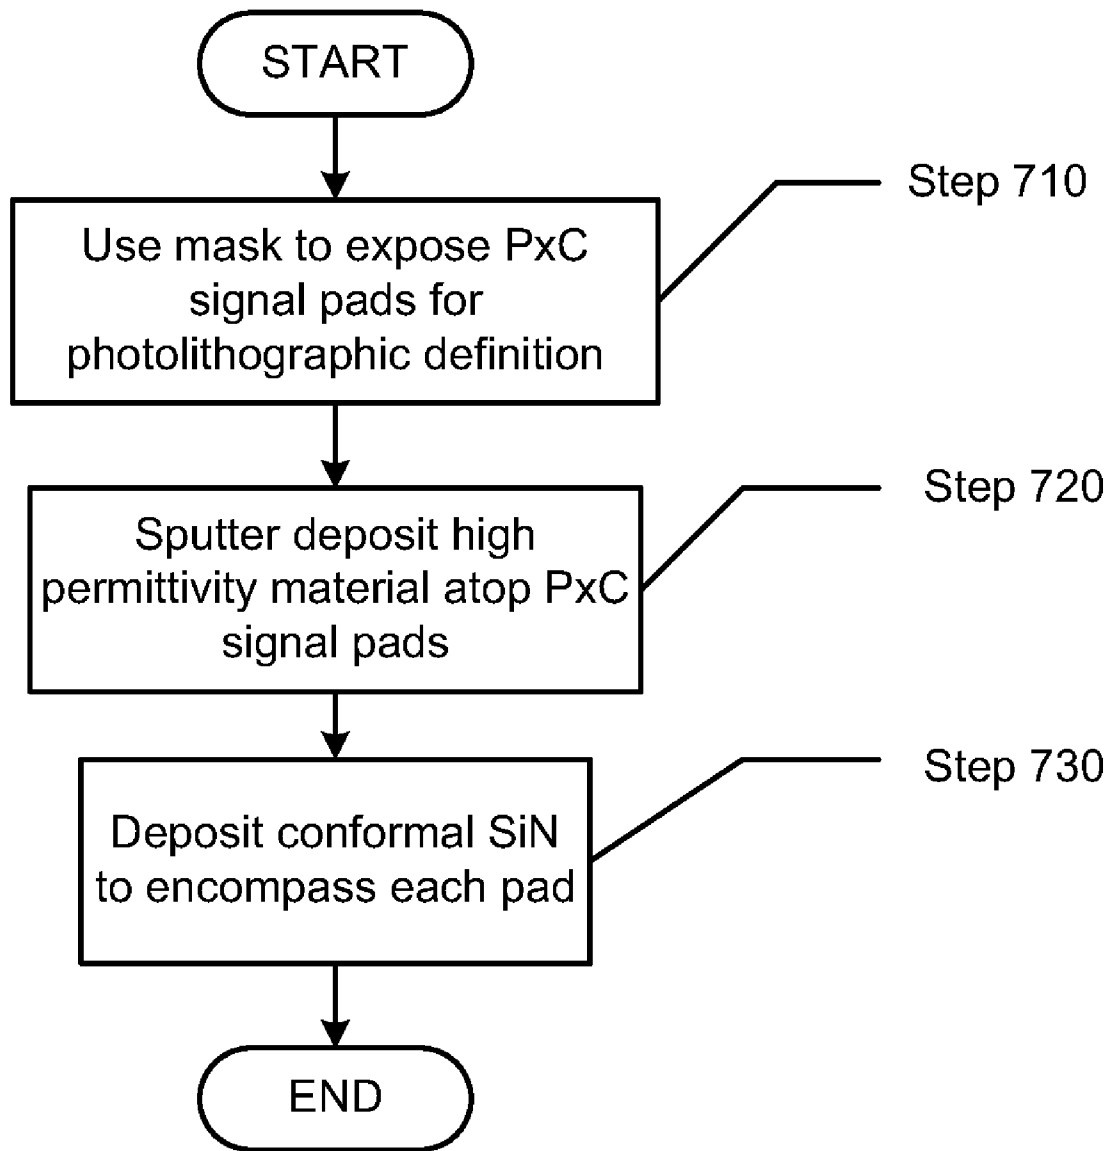 START
Step 710
Use mask to expose PxC
signal pads for
photolithographic definition
Step 720
Sputter deposit high
permittivity material atop PxC
signal pads
Step 730
Deposit conformal SiN
to encompass each pad
END